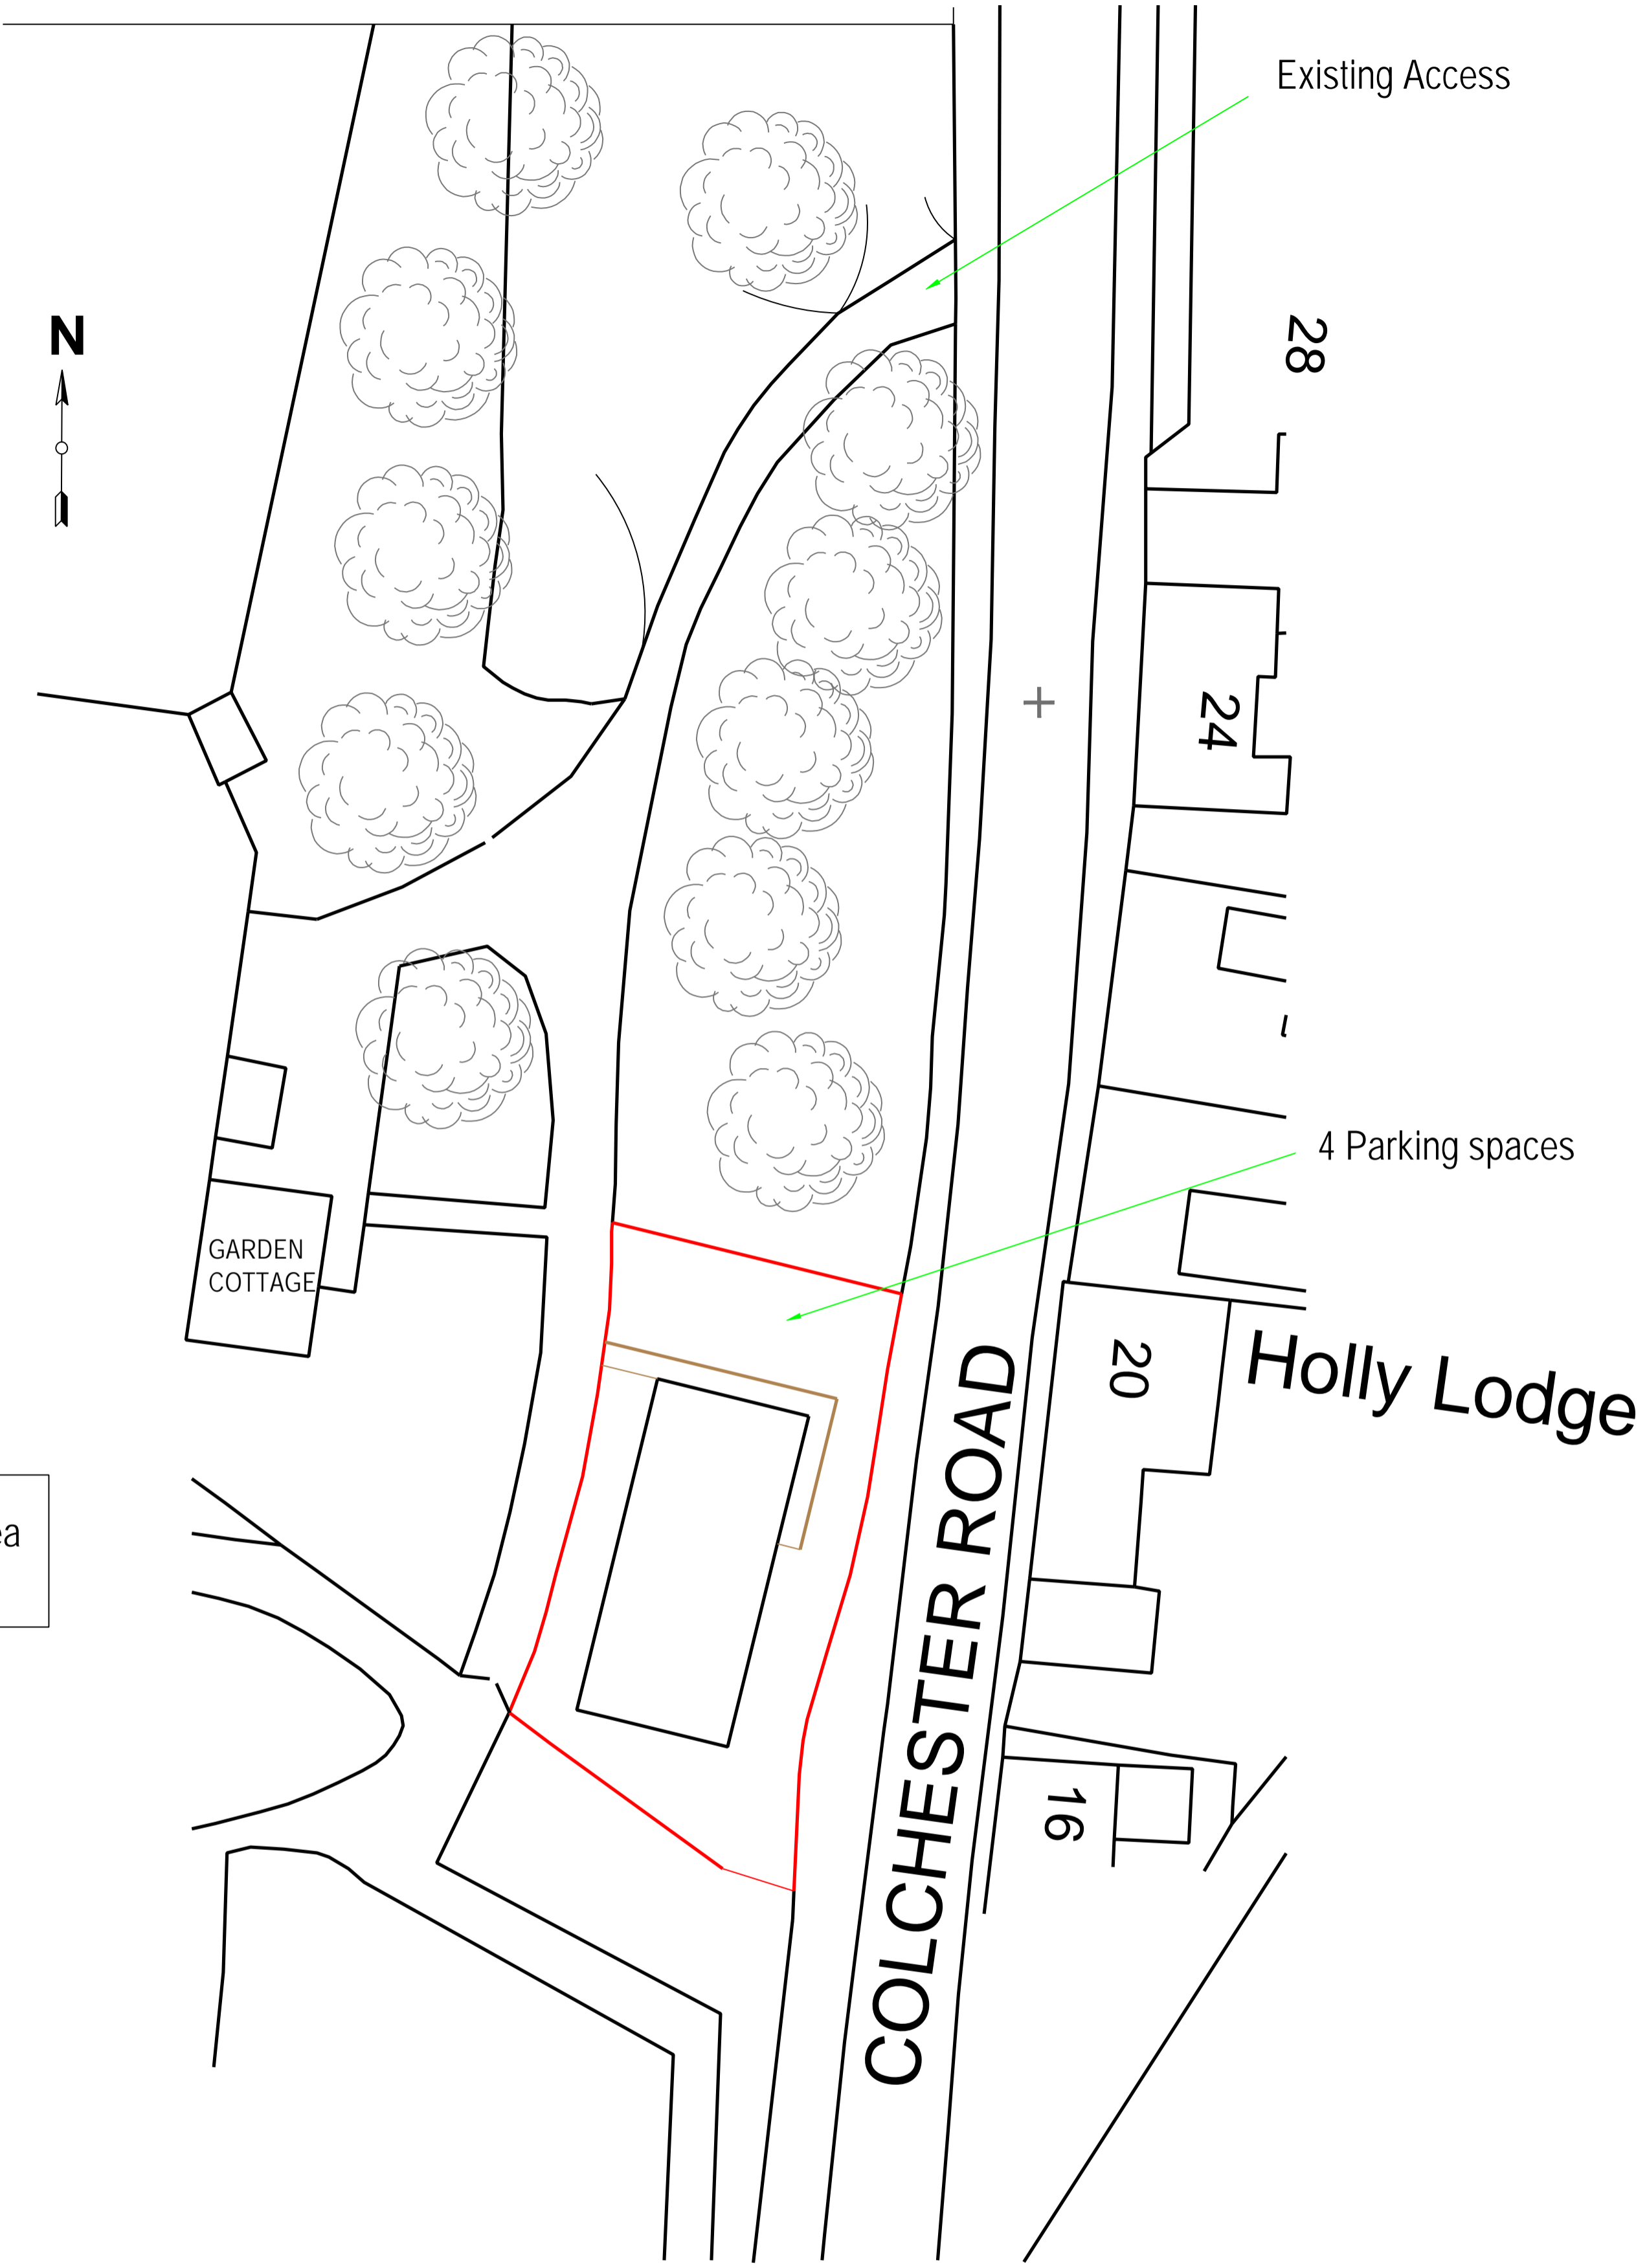 Existing Access
N
28
24
4 Parking spaces
GARDEN
COTTAGE
20
Holly Lodge
COLCHESTER ROAD
16